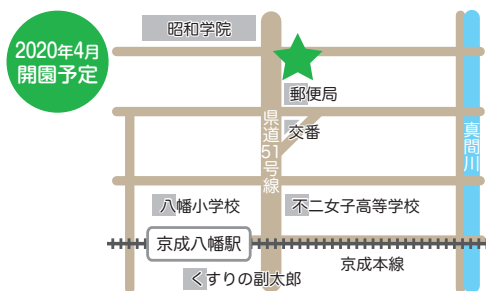 2020年4月
開園予定
昭和学院
郵便局
交番
県道51号線
真間川
八幡小学校
不二女子高等学校
京成八幡駅
京成本線
くすりの副太郎